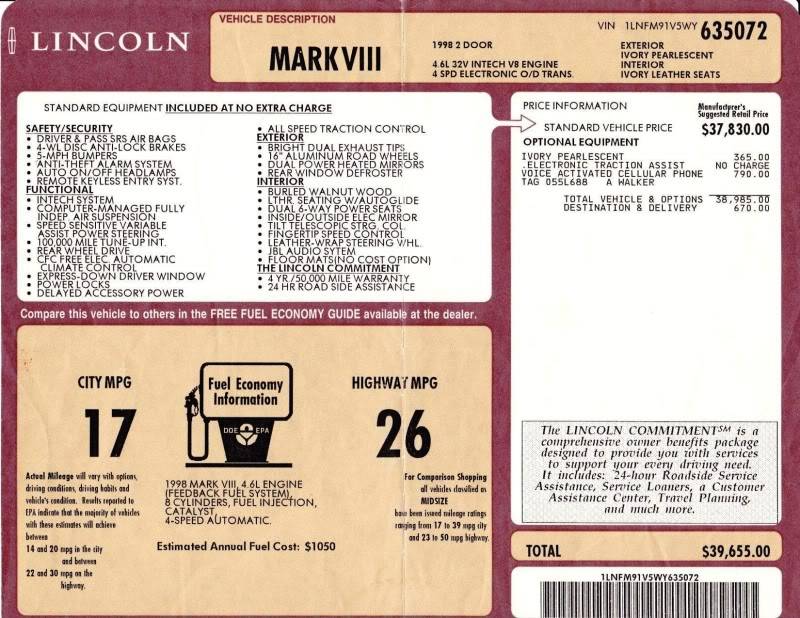 LINCOLN
VEHICLE DESCRIPTION
MARK VIII
1998 2 DOOR
4.6L 32V INTECH V8 ENGINE
4 SPD ELECTRONIC O/D TRANS.
VIN 1LNFM91V5WY 635072
EXTERIOR
IVORY PEARLESCENT
INTERIOR
IVORY LEATHER SEATS
STANDARD EQUIPMENT INCLUDED AT NO EXTRA CHARGE
SAFETY/SECURITY
• DRIVER & PASS SRS AIR BAGS
• 4-WL DISC ANTI-LOCK BRAKES
• 5-MPH BUMPERS
• ANTI-THEFT ALARM SYSTEM
• AUTO ON/OFF HEADLAMPS
• REMOTE KEYLESS ENTRY SYST.
FUNCTIONAL
• INTECH SYSTEM
• COMPUTER-MANAGED FULLY
INDEP. AIR SUSPENSION
• SPEED SENSITIVE VARIABLE
ASSIST POWER STEERING
• 100,000 MILE TUNE-UP INT.
• REAR WHEEL DRIVE
• CFC FREE ELEC. AUTOMATIC
CLIMATE CONTROL
• EXPRESS-DOWN DRIVER WINDOW
• POWER LOCKS
• DELAYED ACCESSORY POWER
• ALL SPEED TRACTION CONTROL
EXTERIOR
• BRIGHT DUAL EXHAUST TIPS
• 16" ALUMINUM ROAD WHEELS
• DUAL POWER HEATED MIRRORS
• REAR WINDOW DEFROSTER
INTERIOR
• BURLED WALNUT WOOD
• LTHR. SEATING W/AUTOGLIDE
• DUAL 6-WAY POWER SEATS
• INSIDE/OUTSIDE ELEC MIRROR
• TILT TELESCOPIC STRG. COL.
• FINGERTIP SPEED CONTROL
• LEATHER-WRAP STEERING WHL.
• JBL AUDIO SYTEM
• FLOOR MATS(NO COST OPTION)
THE LINCOLN COMMITMENT
• 4 YR./50,000 MILE WARRANTY
• 24 HR ROAD SIDE ASSISTANCE
PRICE INFORMATION
Manufacturer's
Suggested Retail Price
STANDARD VEHICLE PRICE $37,830.00
OPTIONAL EQUIPMENT
IVORY PEARLESCENT 365.00
.ELECTRONIC TRACTION ASSIST NO CHARGE
VOICE ACTIVATED CELLULAR PHONE 790.00
TAG 055L688 A WALKER
TOTAL VEHICLE & OPTIONS 38,985.00
DESTINATION & DELIVERY 670.00
Compare this vehicle to others in the FREE FUEL ECONOMY GUIDE available at the dealer.
CITY MPG
17
Fuel Economy
Information
DOE EPA
HIGHWAY MPG
26
Actual Mileage will vary with options,
driving conditions, driving habits and
vehicle's condition. Results reported to
EPA indicate that the majority of vehicles
with these estimates will achieve
between
14 and 20 mpg in the city
and between
22 and 30 mpg on the
highway.
1998 MARK VIII, 4.6L ENGINE
(FEEDBACK FUEL SYSTEM),
8 CYLINDERS, FUEL INJECTION,
CATALYST
4-SPEED AUTOMATIC.
Estimated Annual Fuel Cost: $1050
For Comparison Shopping
all vehicles classified as
MIDSIZE
have been issued mileage ratings
ranging from 17 to 39 mpg city
and 23 to 50 mpg highway.
The LINCOLN COMMITMENT℠ is a
comprehensive owner benefits package
designed to provide you with services
to support your every driving need.
It includes: 24-hour Roadside Service
Assistance, Service Loaners, a Customer
Assistance Center, Travel Planning,
and much more.
TOTAL $39,655.00
1LNFM91V5WY635072